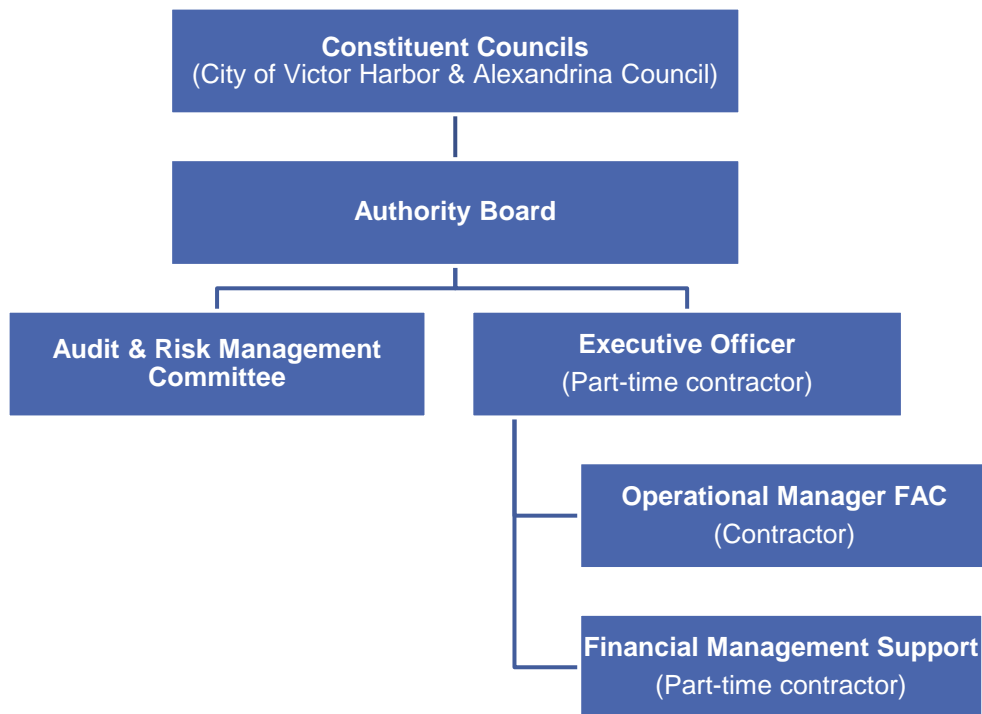 Constituent Councils
(City of Victor Harbor & Alexandrina Council)
Authority Board
Audit & Risk Management
Committee
Executive Officer
(Part-time contractor)
Operational Manager FAC
(Contractor)
Financial Management Support
(Part-time contractor)